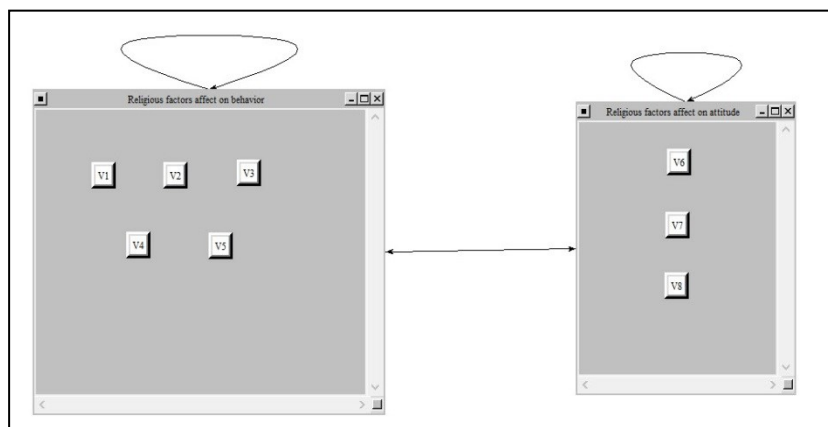 Religious factors affect on behavior
Religious factors affect on attitude
V1 V2 V3
V4 V5
V6
V7
V8